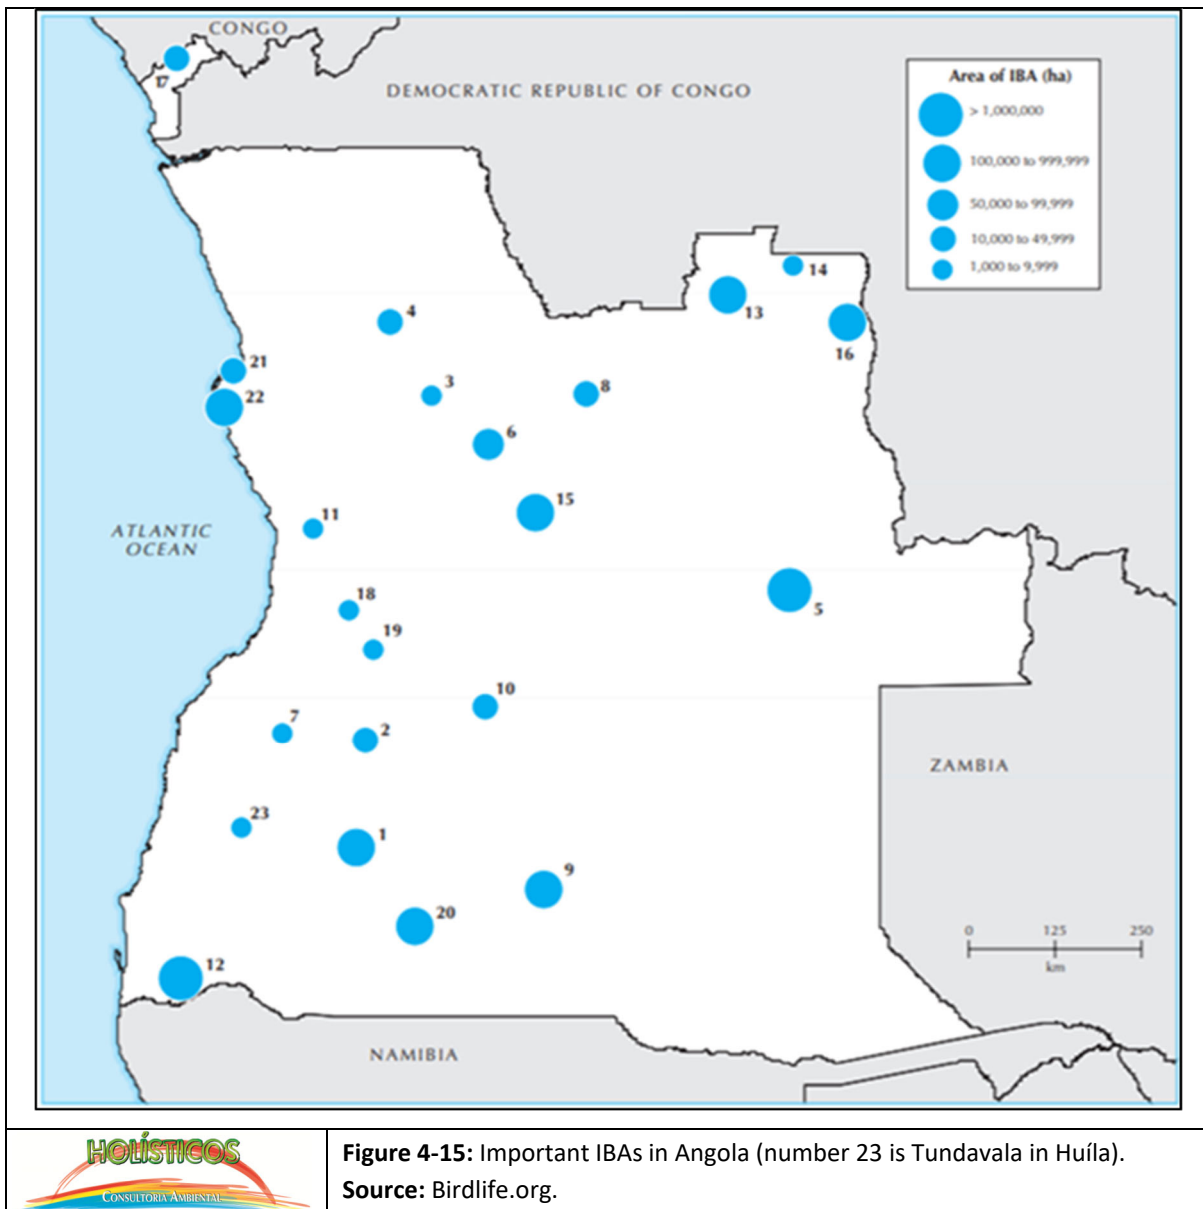 CONGO
17
DEMOCRATIC REPUBLIC OF CONGO
Area of IBA (ha)
> 1,000,000
100,000 to 999,999
50,000 to 99,999
10,000 to 49,999
1,000 to 9,999
14
13
16
4
21
22
3
8
6
15
11
ATLANTIC
OCEAN
5
18
19
10
7
2
ZAMBIA
23
1
9
20
12
0 125 250
km
NAMIBIA
HOLÍSTICOS
CONSULTORIA AMBIENTAL
Figure 4-15: Important IBAs in Angola (number 23 is Tundavala in Huíla).
Source: Birdlife.org.